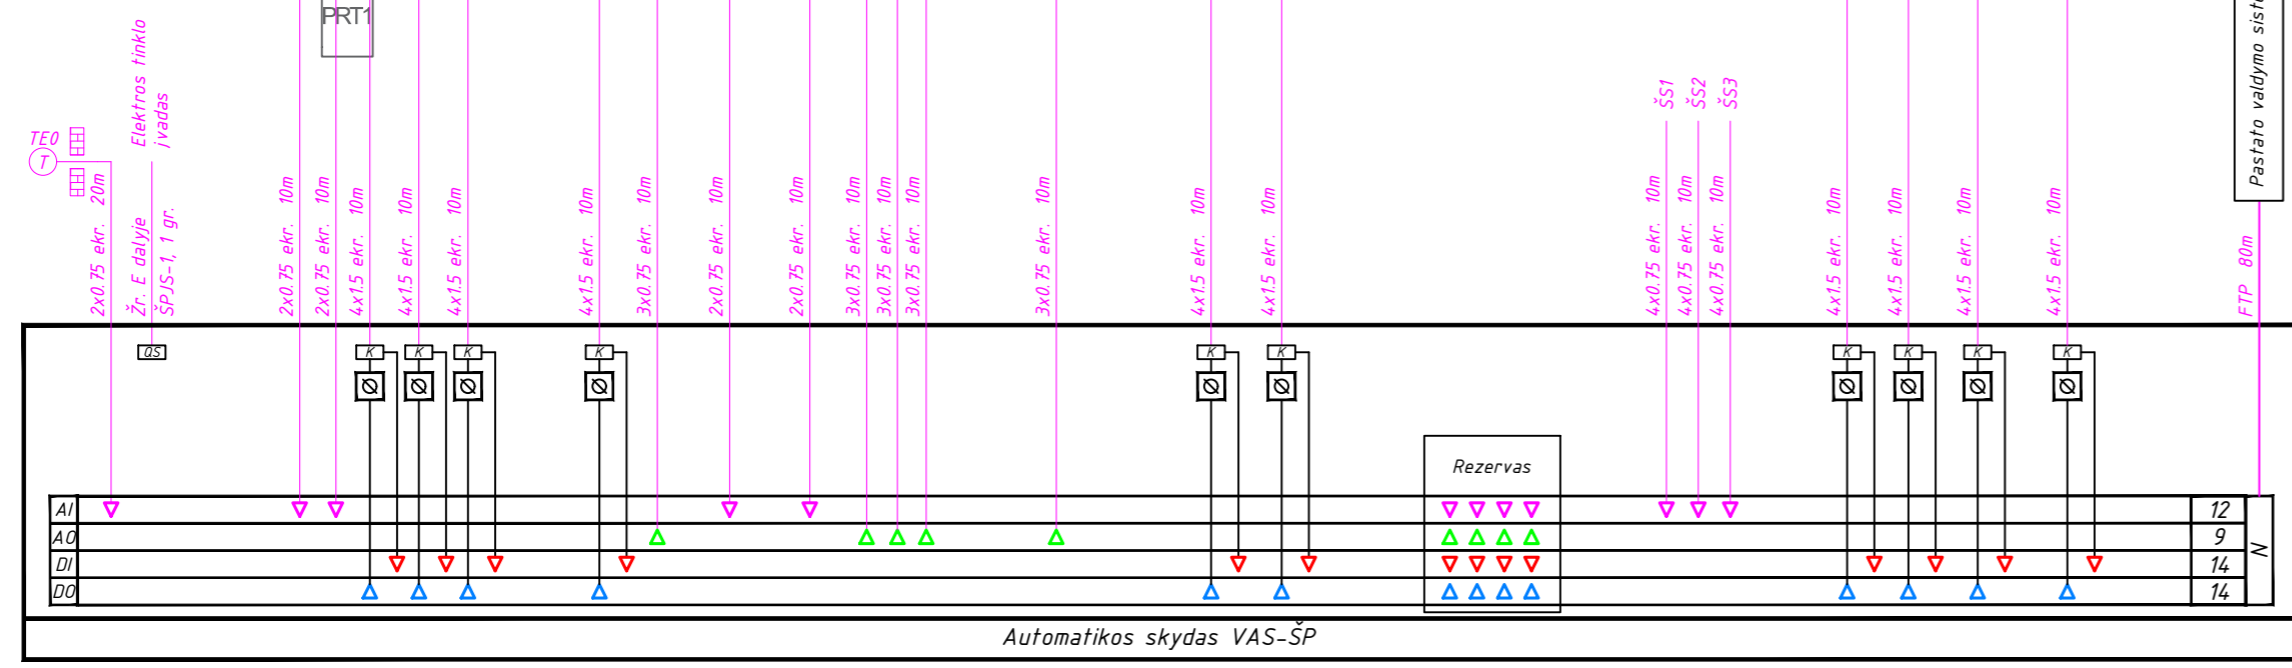 PRT1
TE0
T
2x0.75 ekr. 20m
Elektros tinklo
įvadas
Žr. E dalyje
ŠPJS-1, 1 gr.
2x0.75 ekr. 10m
2x0.75 ekr. 10m
4x1.5 ekr. 10m
4x1.5 ekr. 10m
4x1.5 ekr. 10m
4x1.5 ekr. 10m
3x0.75 ekr. 10m
2x0.75 ekr. 10m
2x0.75 ekr. 10m
3x0.75 ekr. 10m
3x0.75 ekr. 10m
3x0.75 ekr. 10m
3x0.75 ekr. 10m
4x1.5 ekr. 10m
4x1.5 ekr. 10m
ŠS1
ŠS2
ŠS3
4x0.75 ekr. 10m
4x0.75 ekr. 10m
4x0.75 ekr. 10m
4x1.5 ekr. 10m
4x1.5 ekr. 10m
4x1.5 ekr. 10m
4x1.5 ekr. 10m
Pastato valdymo
FTP 80m
QS
K K K K K K K K K K
Rezervas
AI 12
AO 9
DI 14
DO 14
N
Automatikos skydas VAS-ŠP